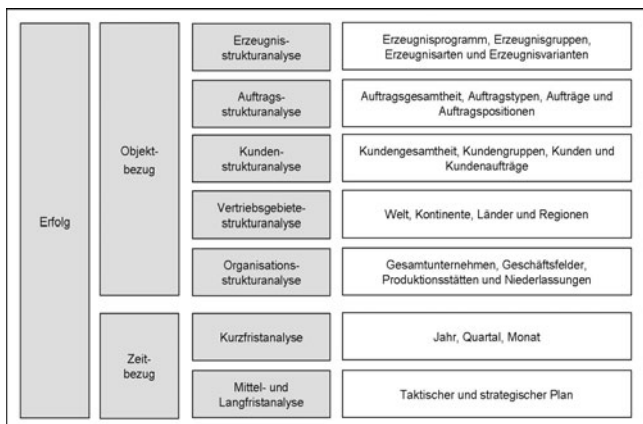 Erfolg
Objekt-
bezug
Erzeugnis-
strukturanalyse
Erzeugnisprogramm, Erzeugnisgruppen,
Erzeugnisarten und Erzeugnisvarianten
Auftrags-
strukturanalyse
Auftragsgesamtheit, Auftragstypen, Aufträge und
Auftragspositionen
Kunden-
strukturanalyse
Kundengesamtheit, Kundengruppen, Kunden und
Kundenaufträge
Vertriebsgebiete-
strukturanalyse
Welt, Kontinente, Länder und Regionen
Organisations-
strukturanalyse
Gesamtunternehmen, Geschäftsfelder,
Produktionsstätten und Niederlassungen
Zeit-
bezug
Kurzfristanalyse
Jahr, Quartal, Monat
Mittel- und
Langfristanalyse
Taktischer und strategischer Plan